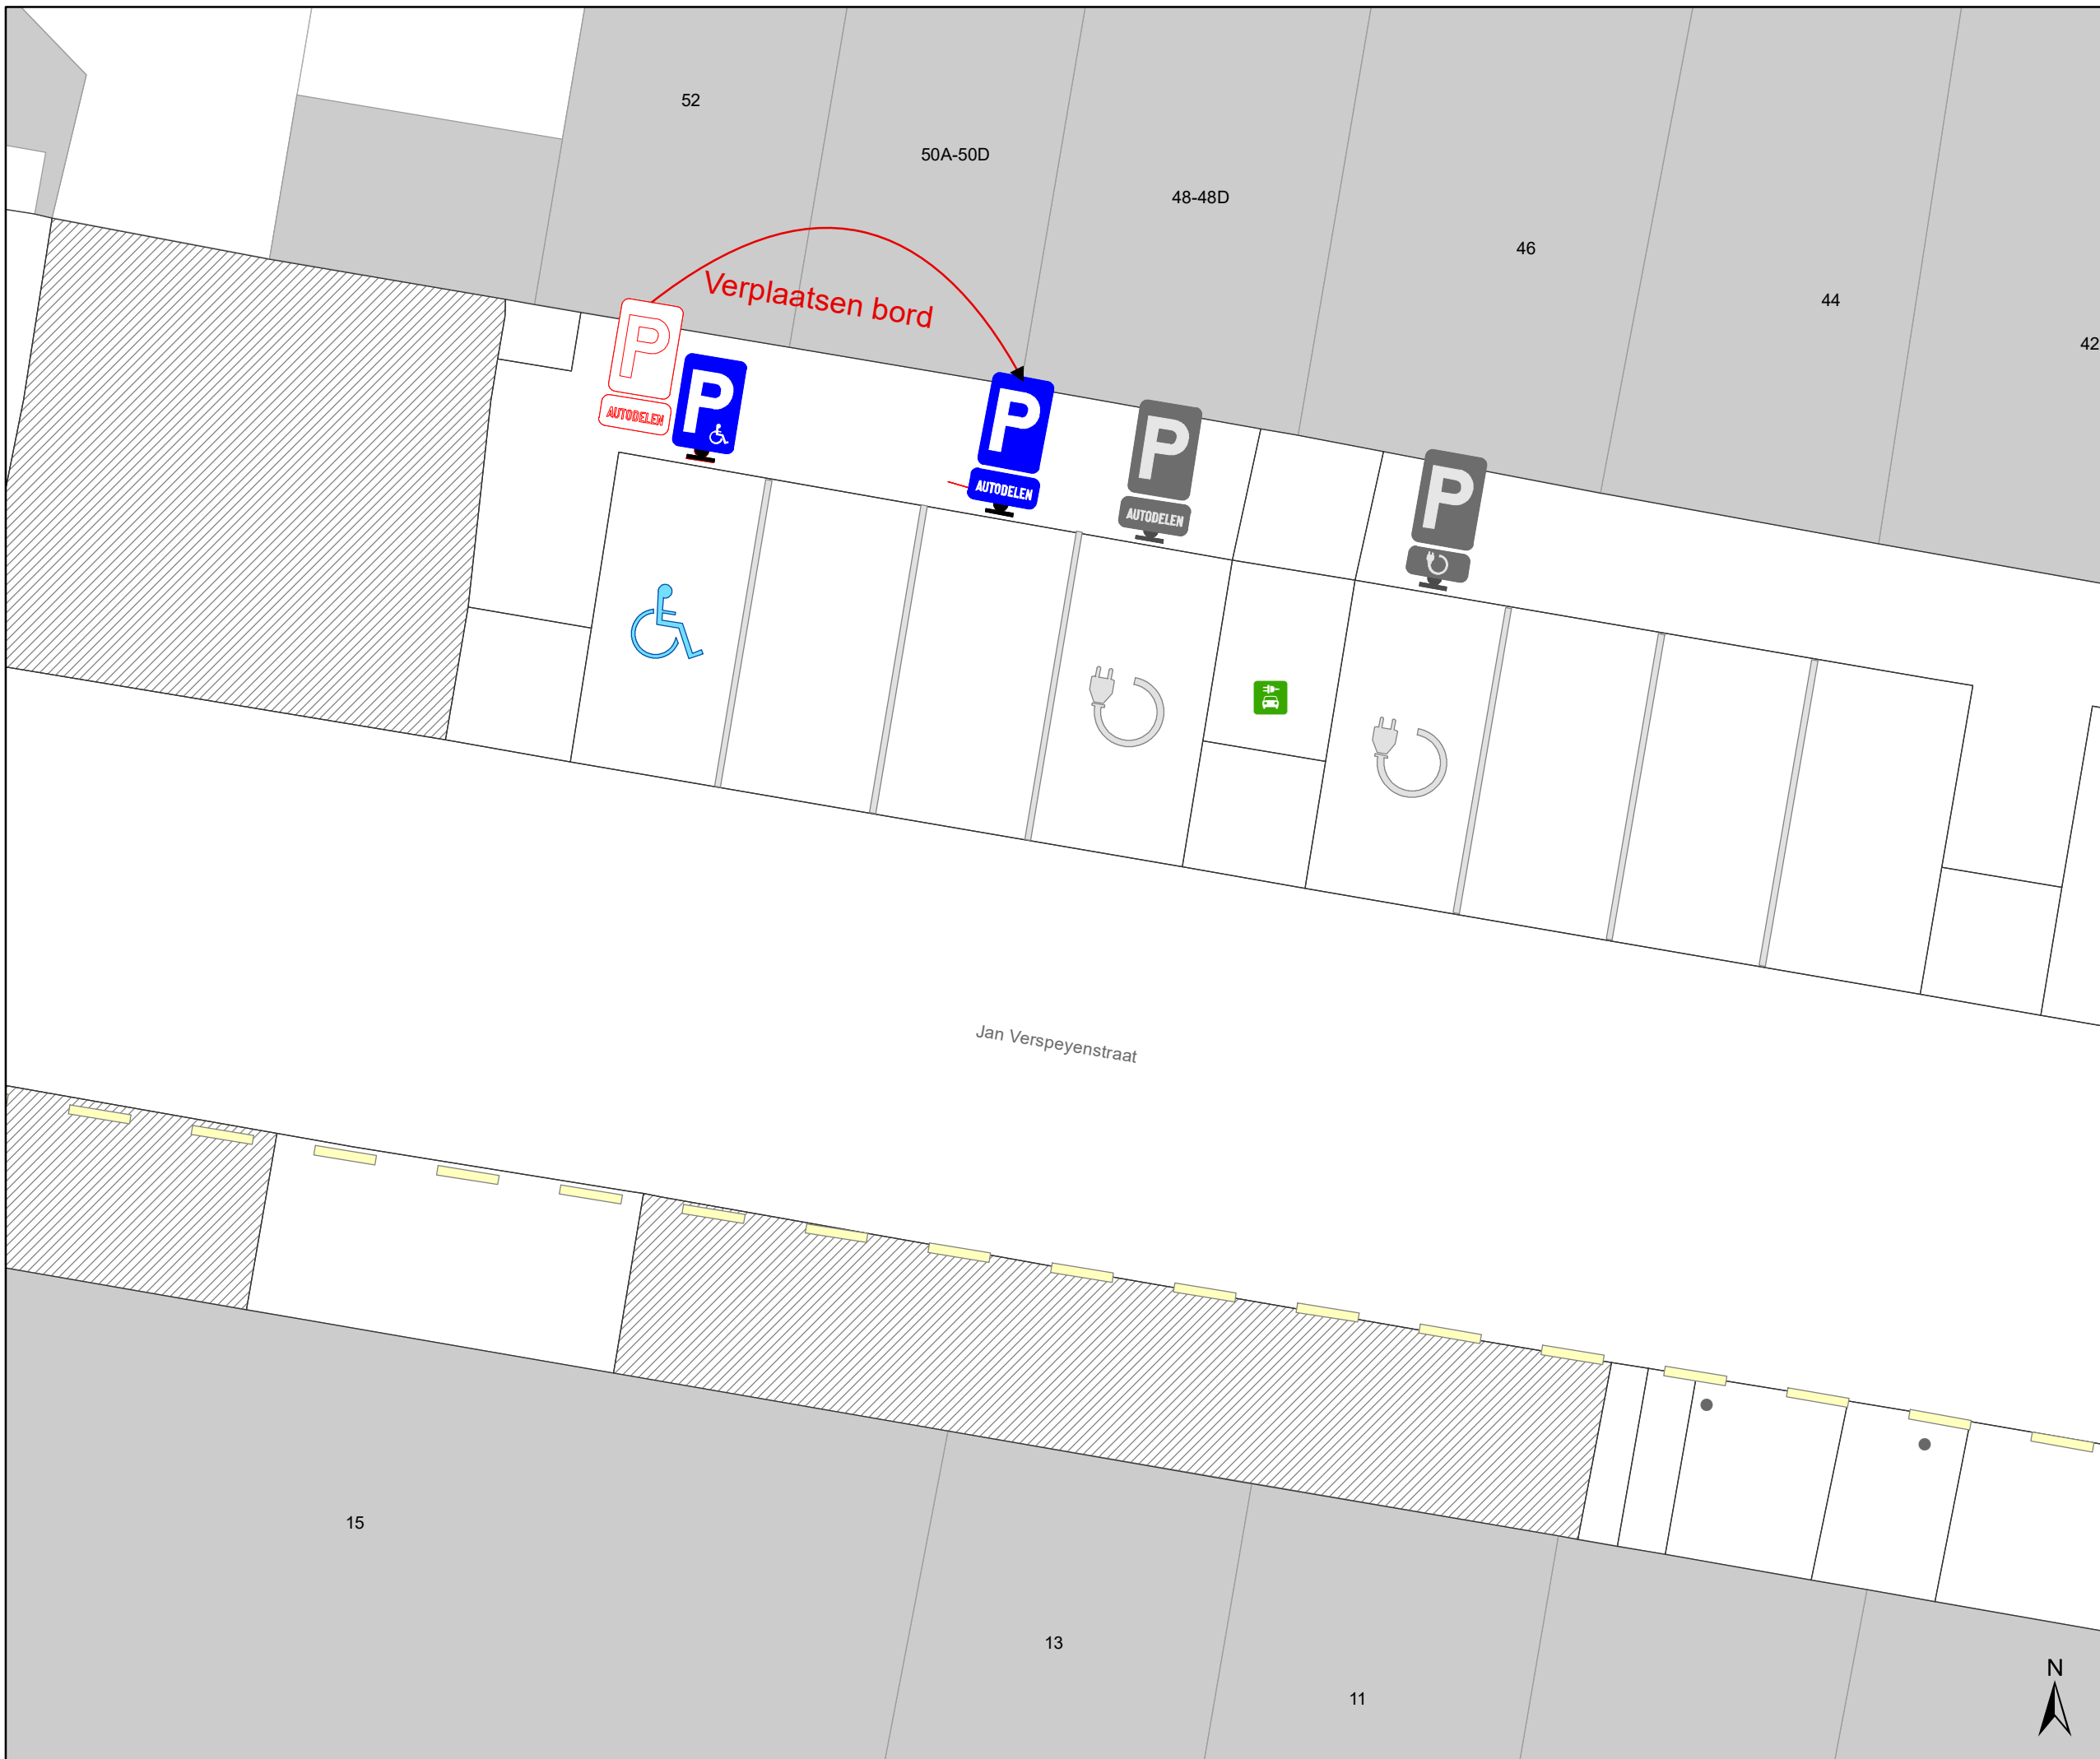 52
50A-50D
48-48D
46
44
42
Verplaatsen bord
P
AUTODELEN
P
P
AUTODELEN
P
AUTODELEN
P
Jan Verspeyenstraat
15
13
11
N